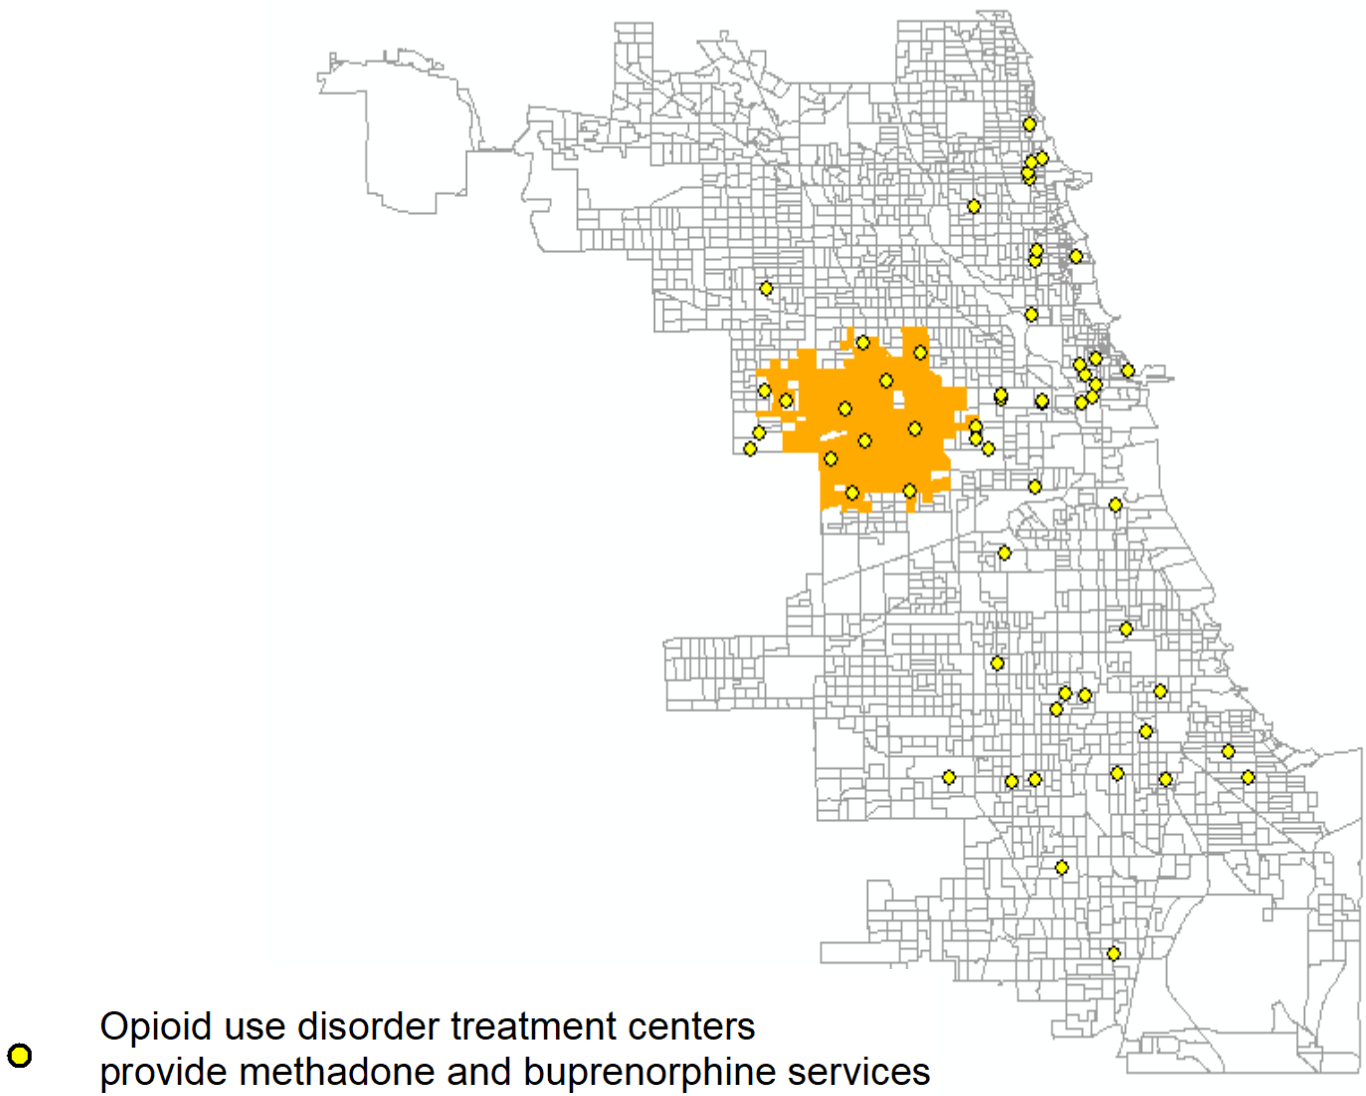 Opioid use disorder treatment centers
provide methadone and buprenorphine services